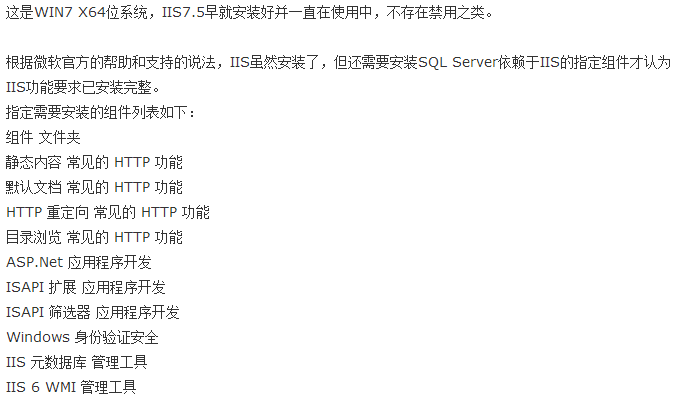 这是WIN7 X64位系统，IIS7.5早就安装好并一直在使用中，不存在禁用之类。
根据微软官方的帮助和支持的说法，IIS虽然安装了，但还需要安装SQL Server依赖于IIS的指定组件才认为
IIS功能要求已安装完整。
指定需要安装的组件列表如下：
组件 文件夹
静态内容 常见的 HTTP 功能
默认文档 常见的 HTTP 功能
HTTP 重定向 常见的 HTTP 功能
目录浏览 常见的 HTTP 功能
ASP.Net 应用程序开发
ISAPI 扩展 应用程序开发
ISAPI 筛选器 应用程序开发
Windows 身份验证安全
IIS 元数据库 管理工具
IIS 6 WMI 管理工具